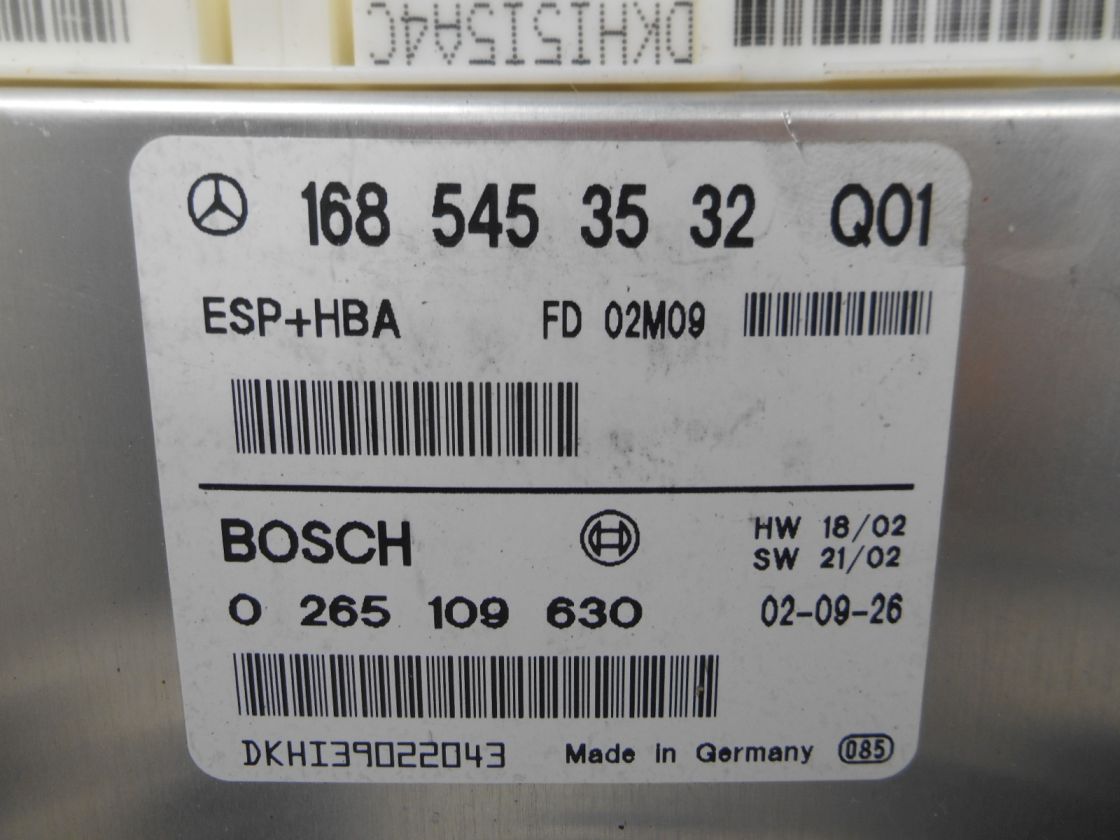 DKHI5I5A4C
168 545 35 32 Q01
ESP+HBA FD 02M09
BOSCH HW 18/02
SW 21/02
0 265 109 630 02-09-26
DKHI39022043 Made in Germany 085